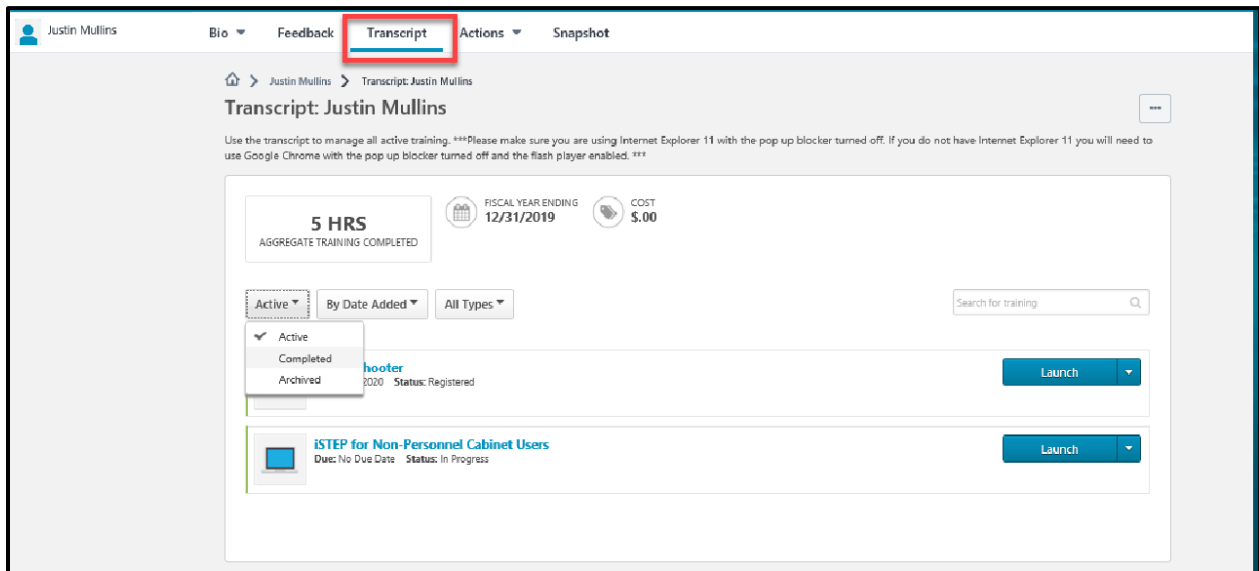 Justin Mullins
Bio Feedback Transcript Actions Snapshot
Justin Mullins Transcript: Justin Mullins
Transcript: Justin Mullins
Use the transcript to manage all active training. ***Please make sure you are using Internet Explorer 11 with the pop up blocker turned off. If you do not have Internet Explorer 11 you will need to
use Google Chrome with the pop up blocker turned off and the flash player enabled. ***
5 HRS
AGGREGATE TRAINING COMPLETED
FISCAL YEAR ENDING
12/31/2019
COST
$.00
Active By Date Added All Types
Search for training
Active
Completed
Archived
hooter
2020 Status: Registered
Launch
iSTEP for Non-Personnel Cabinet Users
Due: No Due Date Status: In Progress
Launch